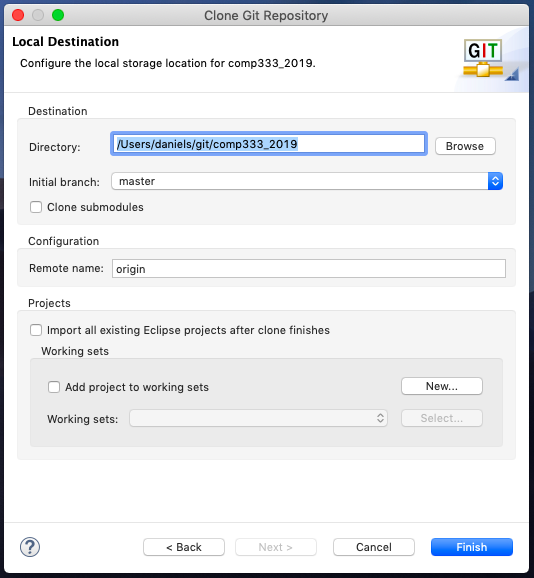 Clone Git Repository
Local Destination
Configure the local storage location for comp333_2019.
GIT
Destination
Directory: /Users/daniels/git/comp333_2019 Browse
Initial branch: master
Clone submodules
Configuration
Remote name: origin
Projects
Import all existing Eclipse projects after clone finishes
Working sets
Add project to working sets New...
Working sets: Select...
? < Back Next > Cancel Finish